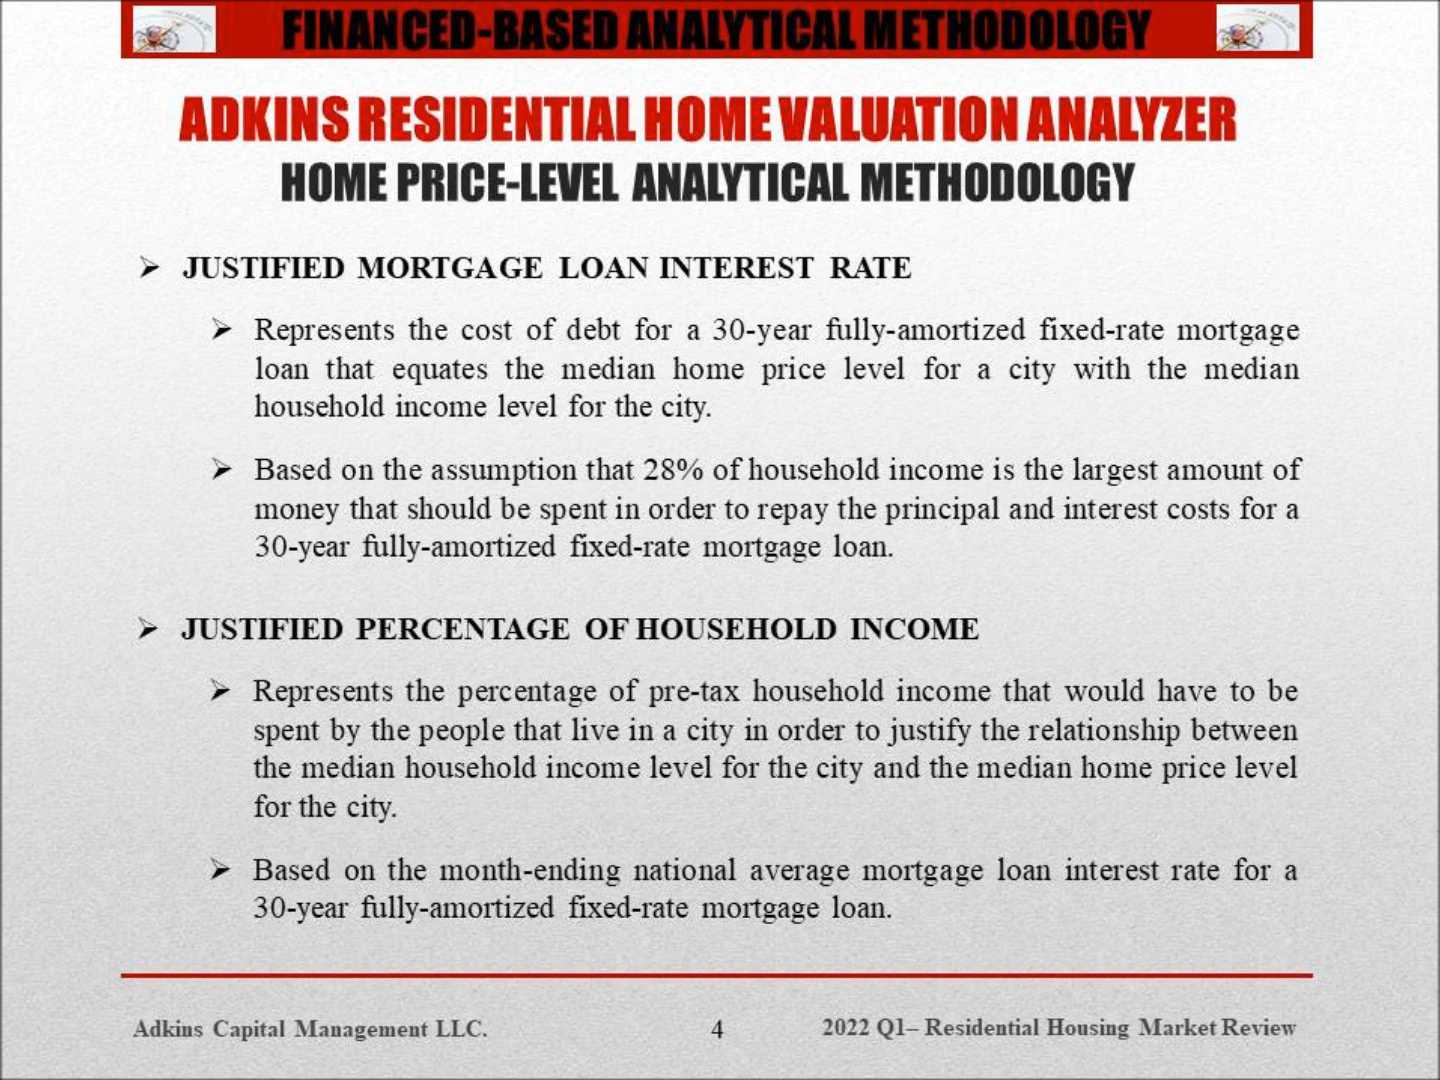 FINANCED-BASED ANALYTICAL METHODOLOGY
ADKINS RESIDENTIAL HOME VALUATION ANALYZER
HOME PRICE-LEVEL ANALYTICAL METHODOLOGY
➢ JUSTIFIED MORTGAGE LOAN INTEREST RATE
➢ Represents the cost of debt for a 30-year fully-amortized fixed-rate mortgage
loan that equates the median home price level for a city with the median
household income level for the city.
➢ Based on the assumption that 28% of household income is the largest amount of
money that should be spent in order to repay the principal and interest costs for a
30-year fully-amortized fixed-rate mortgage loan.
➢ JUSTIFIED PERCENTAGE OF HOUSEHOLD INCOME
➢ Represents the percentage of pre-tax household income that would have to be
spent by the people that live in a city in order to justify the relationship between
the median household income level for the city and the median home price level
for the city.
➢ Based on the month-ending national average mortgage loan interest rate for a
30-year fully-amortized fixed-rate mortgage loan.
Adkins Capital Management LLC.
4
2022 Q1– Residential Housing Market Review